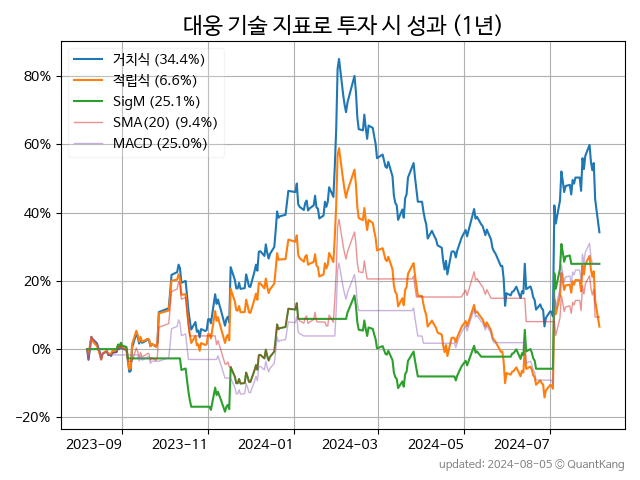 대웅 기술 지표로 투자 시 성과 (1년)
거치식 (34.4%)
적립식 (6.6%)
SigM (25.1%)
SMA(20) (9.4%)
MACD (25.0%)
80%
60%
40%
20%
0%
−20%
2023-09 2023-11 2024-01 2024-03 2024-05 2024-07
updated: 2024-08-05 © QuantKang